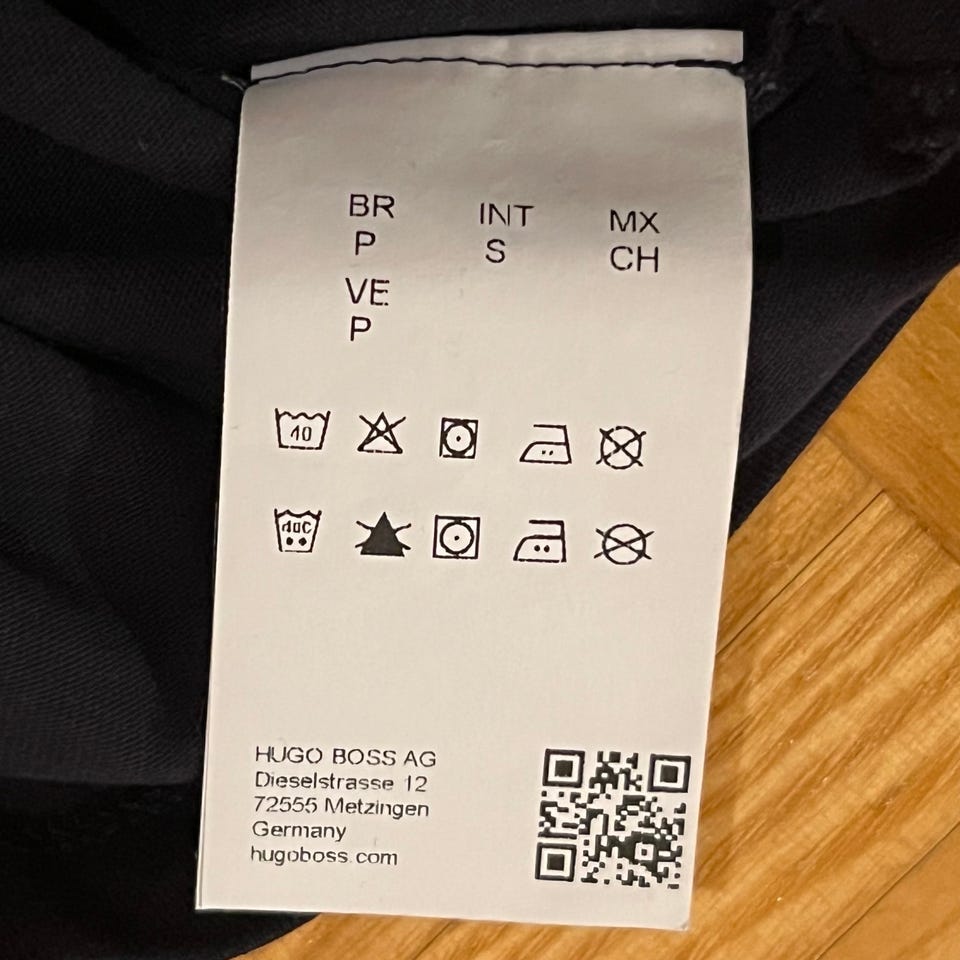 BR INT MX
P S CH
VE
P
40
40C
HUGO BOSS AG
Dieselstrasse 12
72555 Metzingen
Germany
hugoboss.com